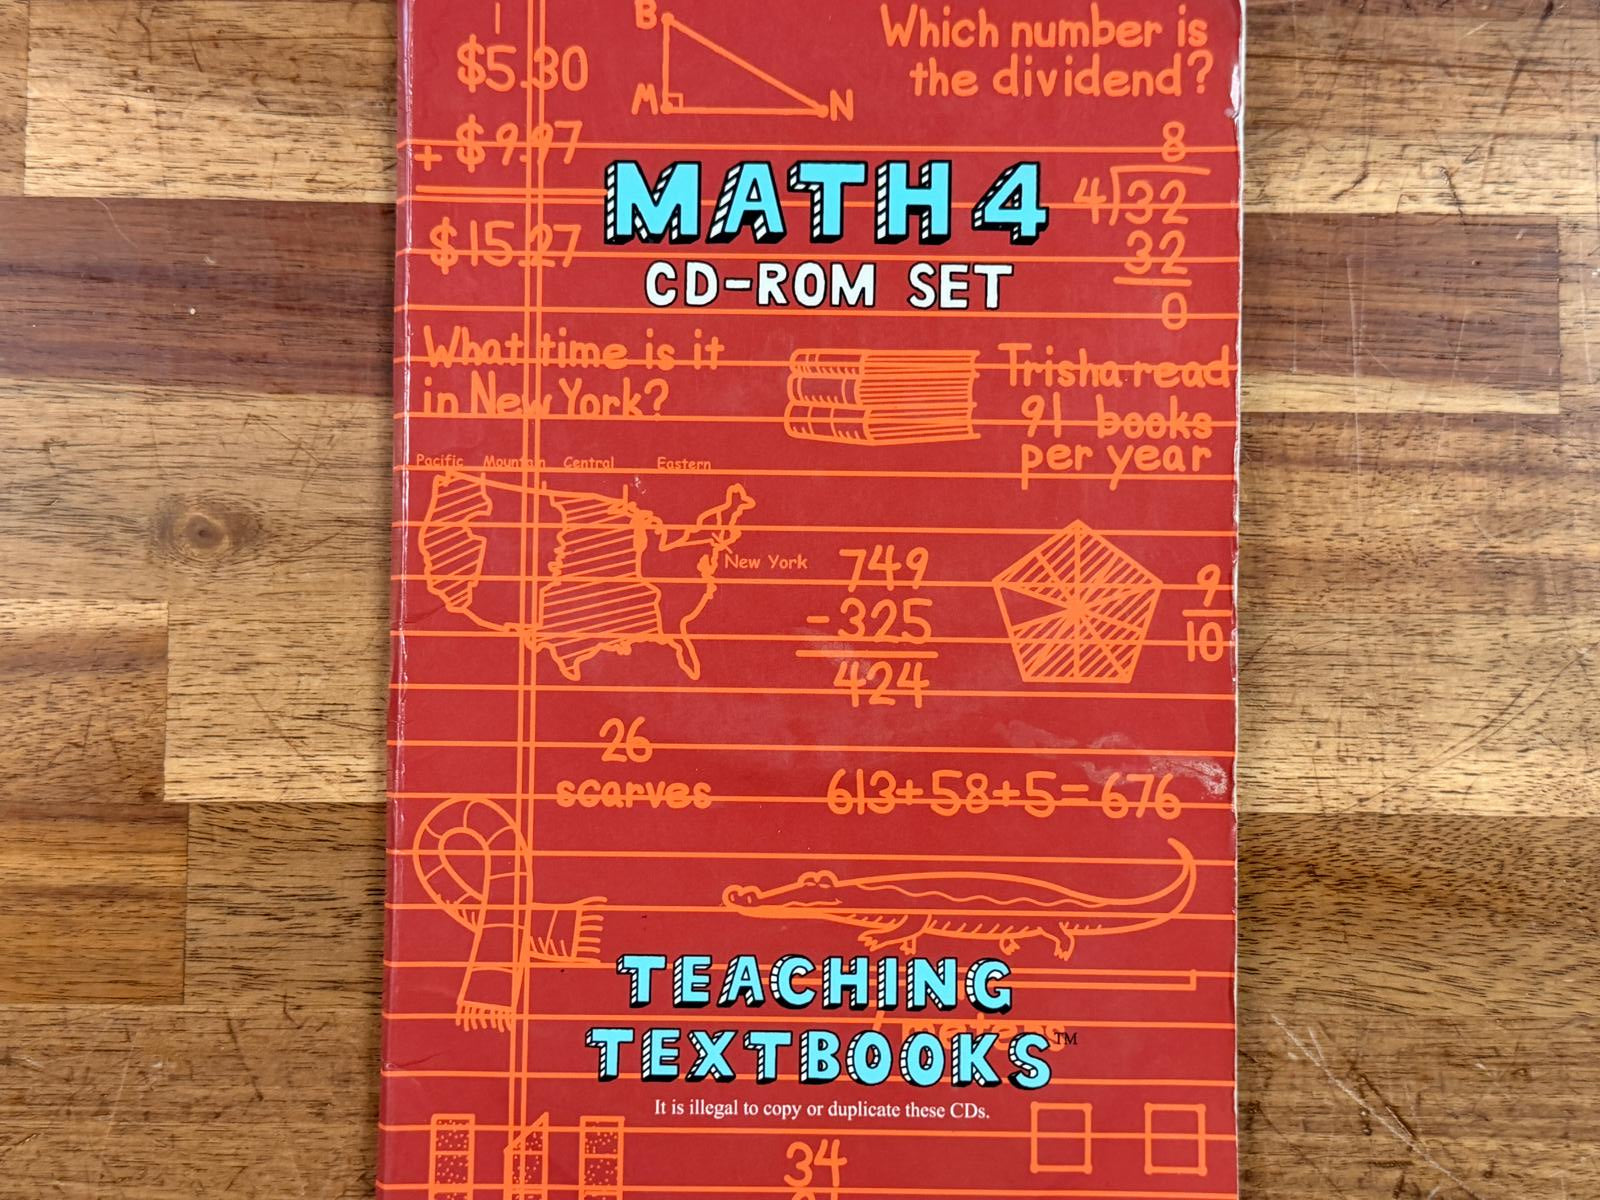 1
$5.30
+ $9.97
$15.27
B
M
N
Which number is
the dividend?
8
4)32
32
0
MATH 4
CD-ROM SET
What time is it
in New York?
Trisha read
91 books
per year
Pacific Mountain Central Eastern
New York
749
-325
424
9
10
26
scarves
613+58+5=676
TEACHING
meters
TEXTBOOKS™
It is illegal to copy or duplicate these CDs.
34